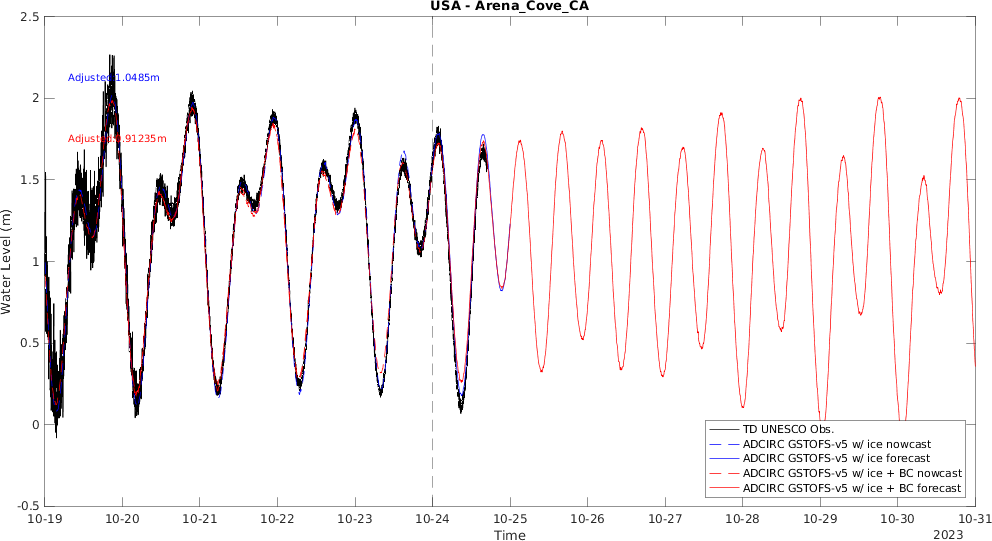 USA - Arena_Cove_CA
2.5
2
1.5
1
0.5
0
-0.5
Water Level (m)
Adjusted:1.0485m
Adjusted:0.91235m
TD UNESCO Obs.
ADCIRC GSTOFS-v5 w/ ice nowcast
ADCIRC GSTOFS-v5 w/ ice forecast
ADCIRC GSTOFS-v5 w/ ice + BC nowcast
ADCIRC GSTOFS-v5 w/ ice + BC forecast
10-19 10-20 10-21 10-22 10-23 10-24 10-25 10-26 10-27 10-28 10-29 10-30 10-31
Time
2023